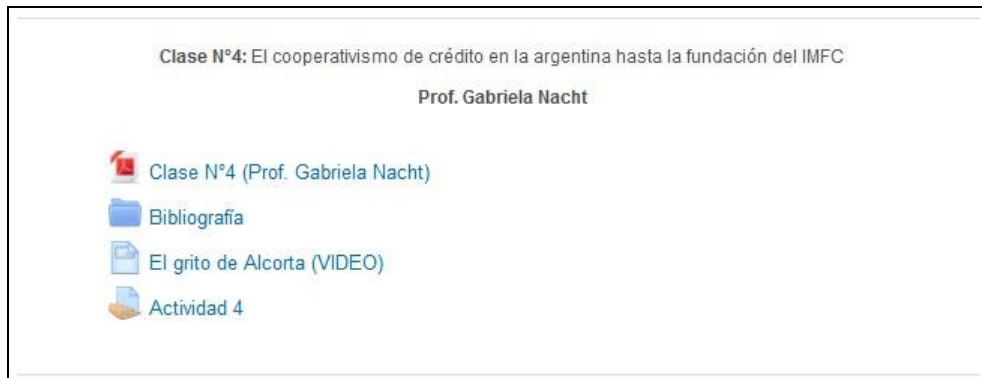 Clase N°4: El cooperativismo de crédito en la argentina hasta la fundación del IMFC
Prof. Gabriela Nacht
Clase N°4 (Prof. Gabriela Nacht)
Bibliografía
El grito de Alcorta (VIDEO)
Actividad 4